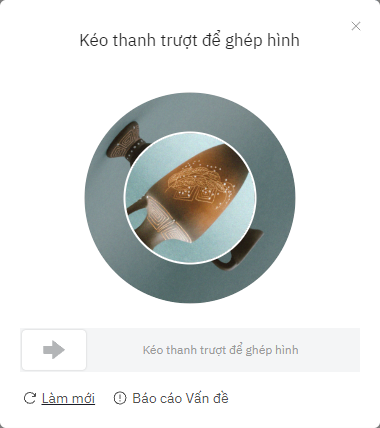 Kéo thanh trượt để ghép hình
Kéo thanh trượt để ghép hình
Làm mới
Báo cáo Vấn đề